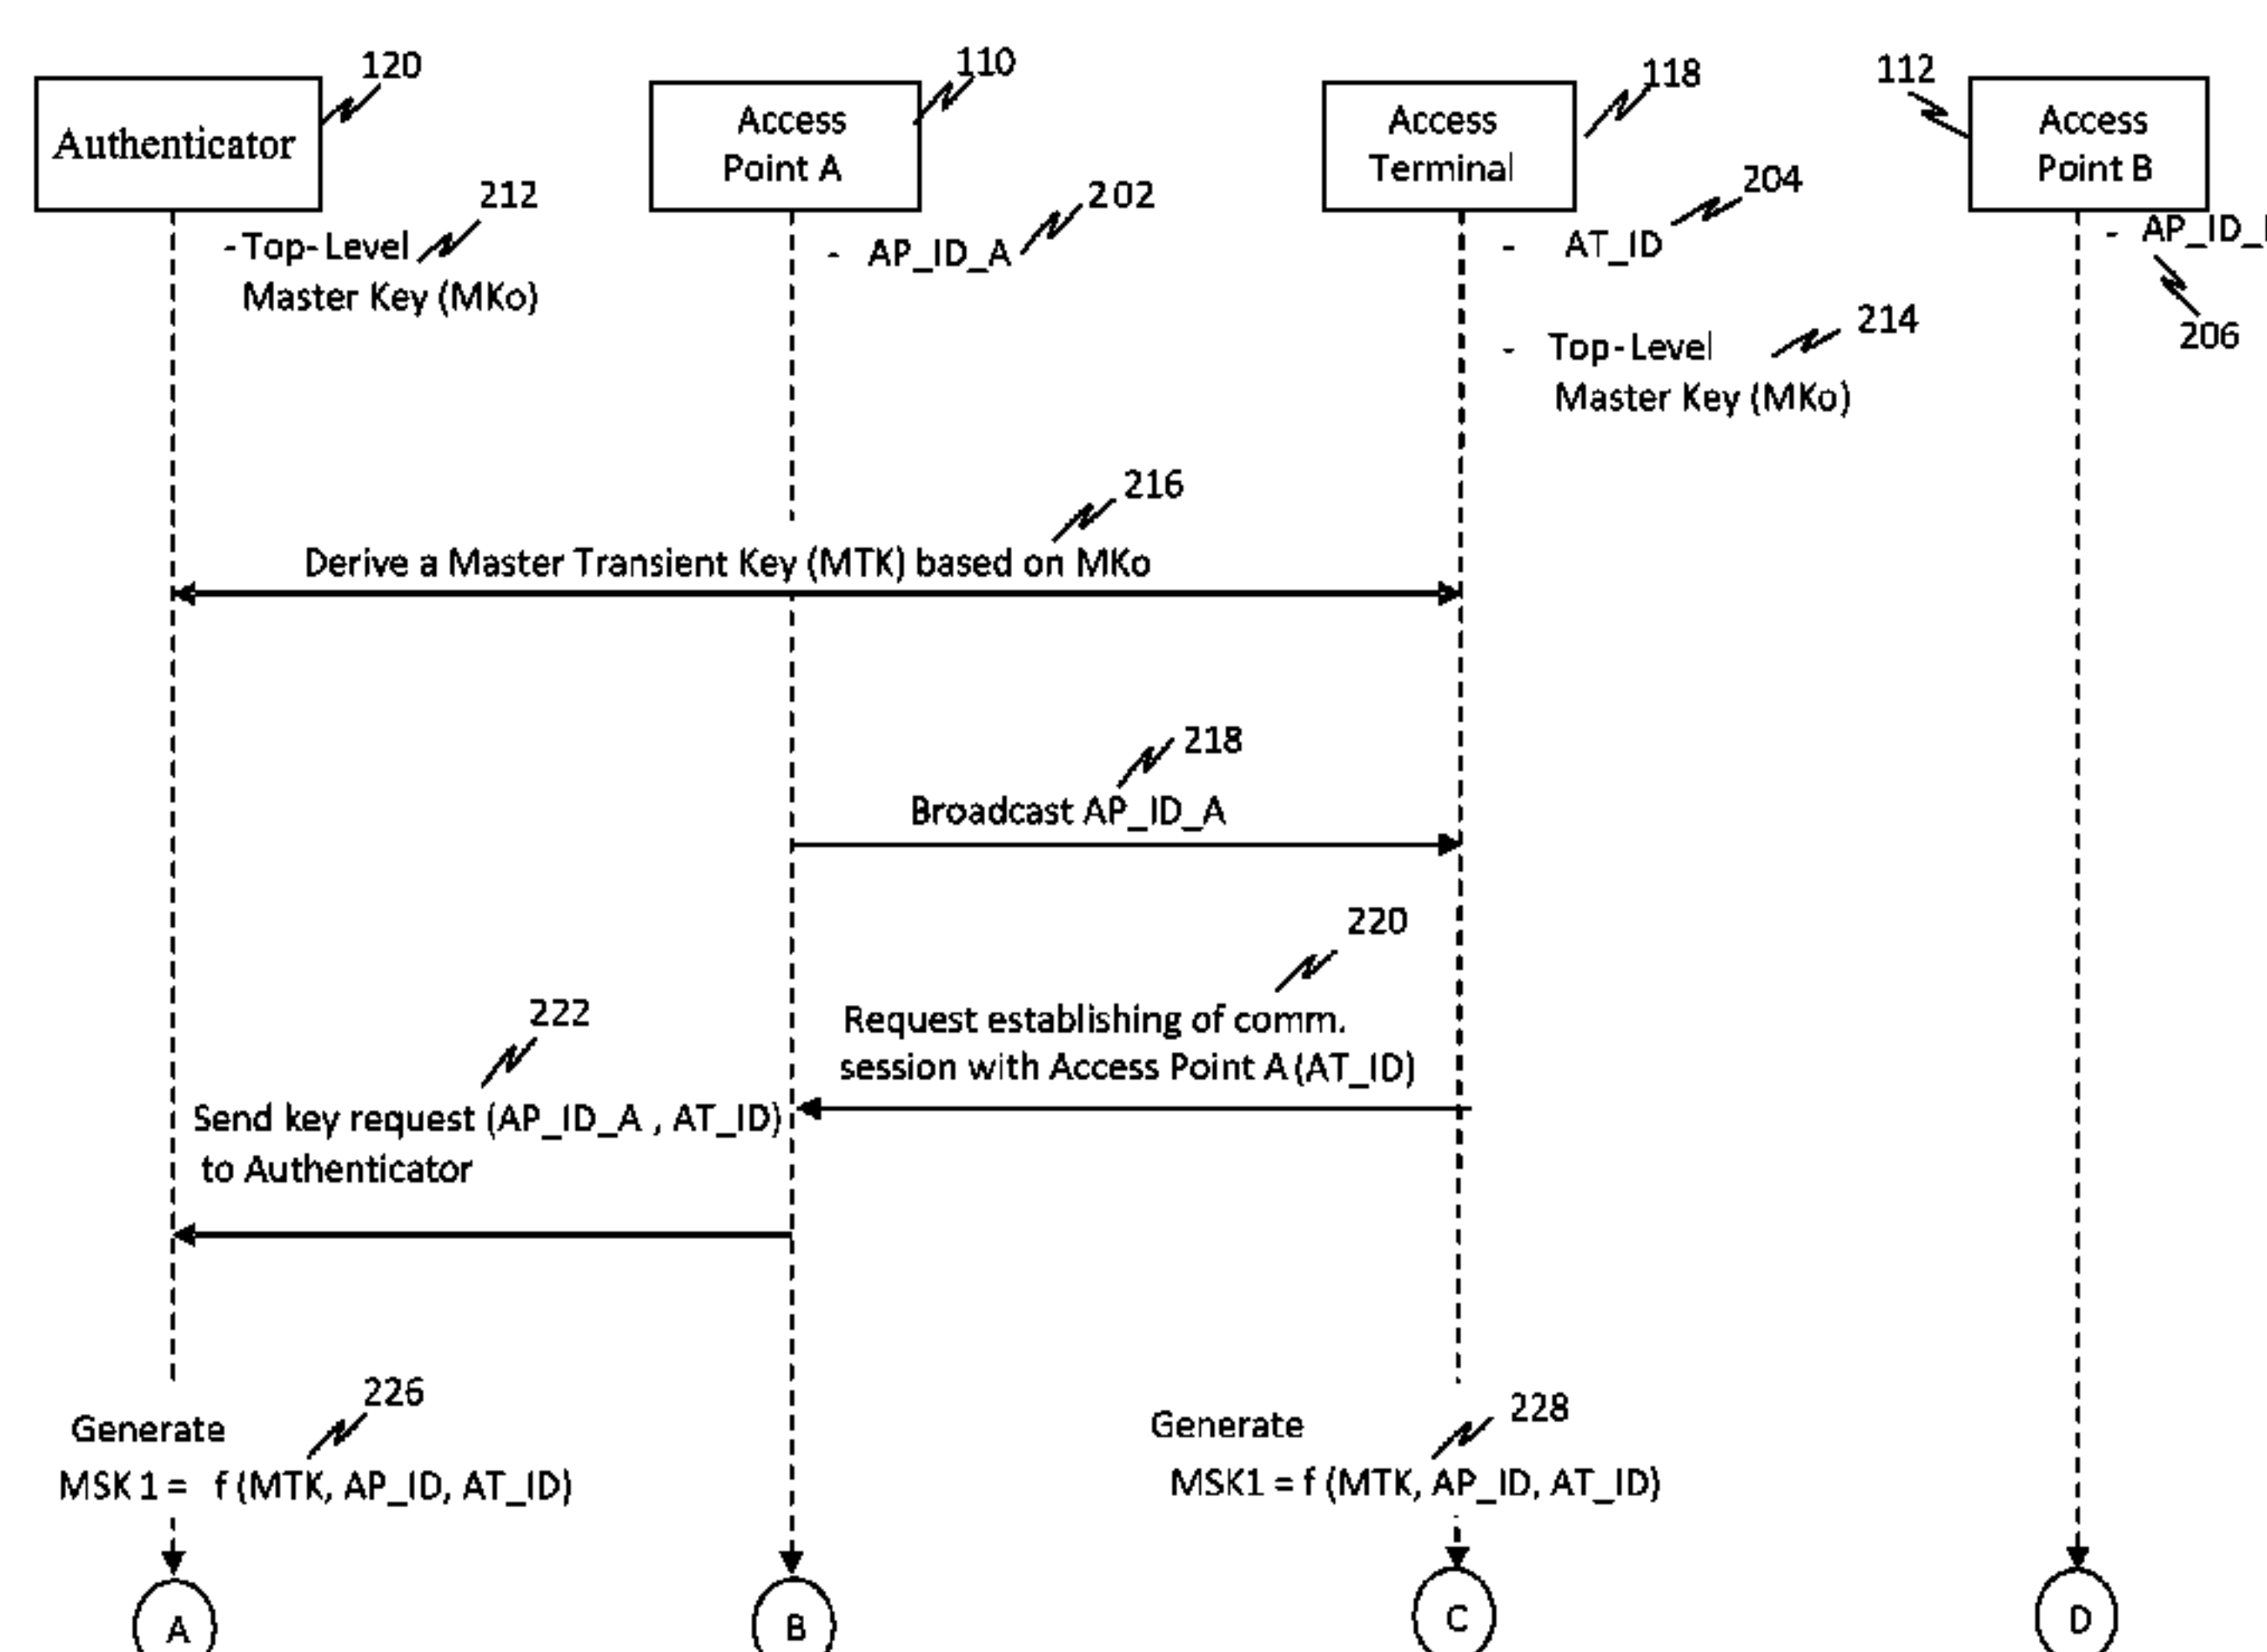 120
110
118
112
Authenticator
Access
Point A
Access
Terminal
Access
Point B
212
202
204
- Top-Level
Master Key (MKo)
- AP_ID_A
- AT_ID
- AP_ID_
206
214
- Top-Level
Master Key (MKo)
216
Derive a Master Transient Key (MTK) based on MKo
218
Broadcast AP_ID_A
220
Request establishing of comm.
session with Access Point A (AT_ID)
222
Send key request (AP_ID_A , AT_ID)
to Authenticator
226
Generate
MSK 1 = f (MTK, AP_ID, AT_ID)
228
Generate
MSK1 = f (MTK, AP_ID, AT_ID)
A
B
C
D